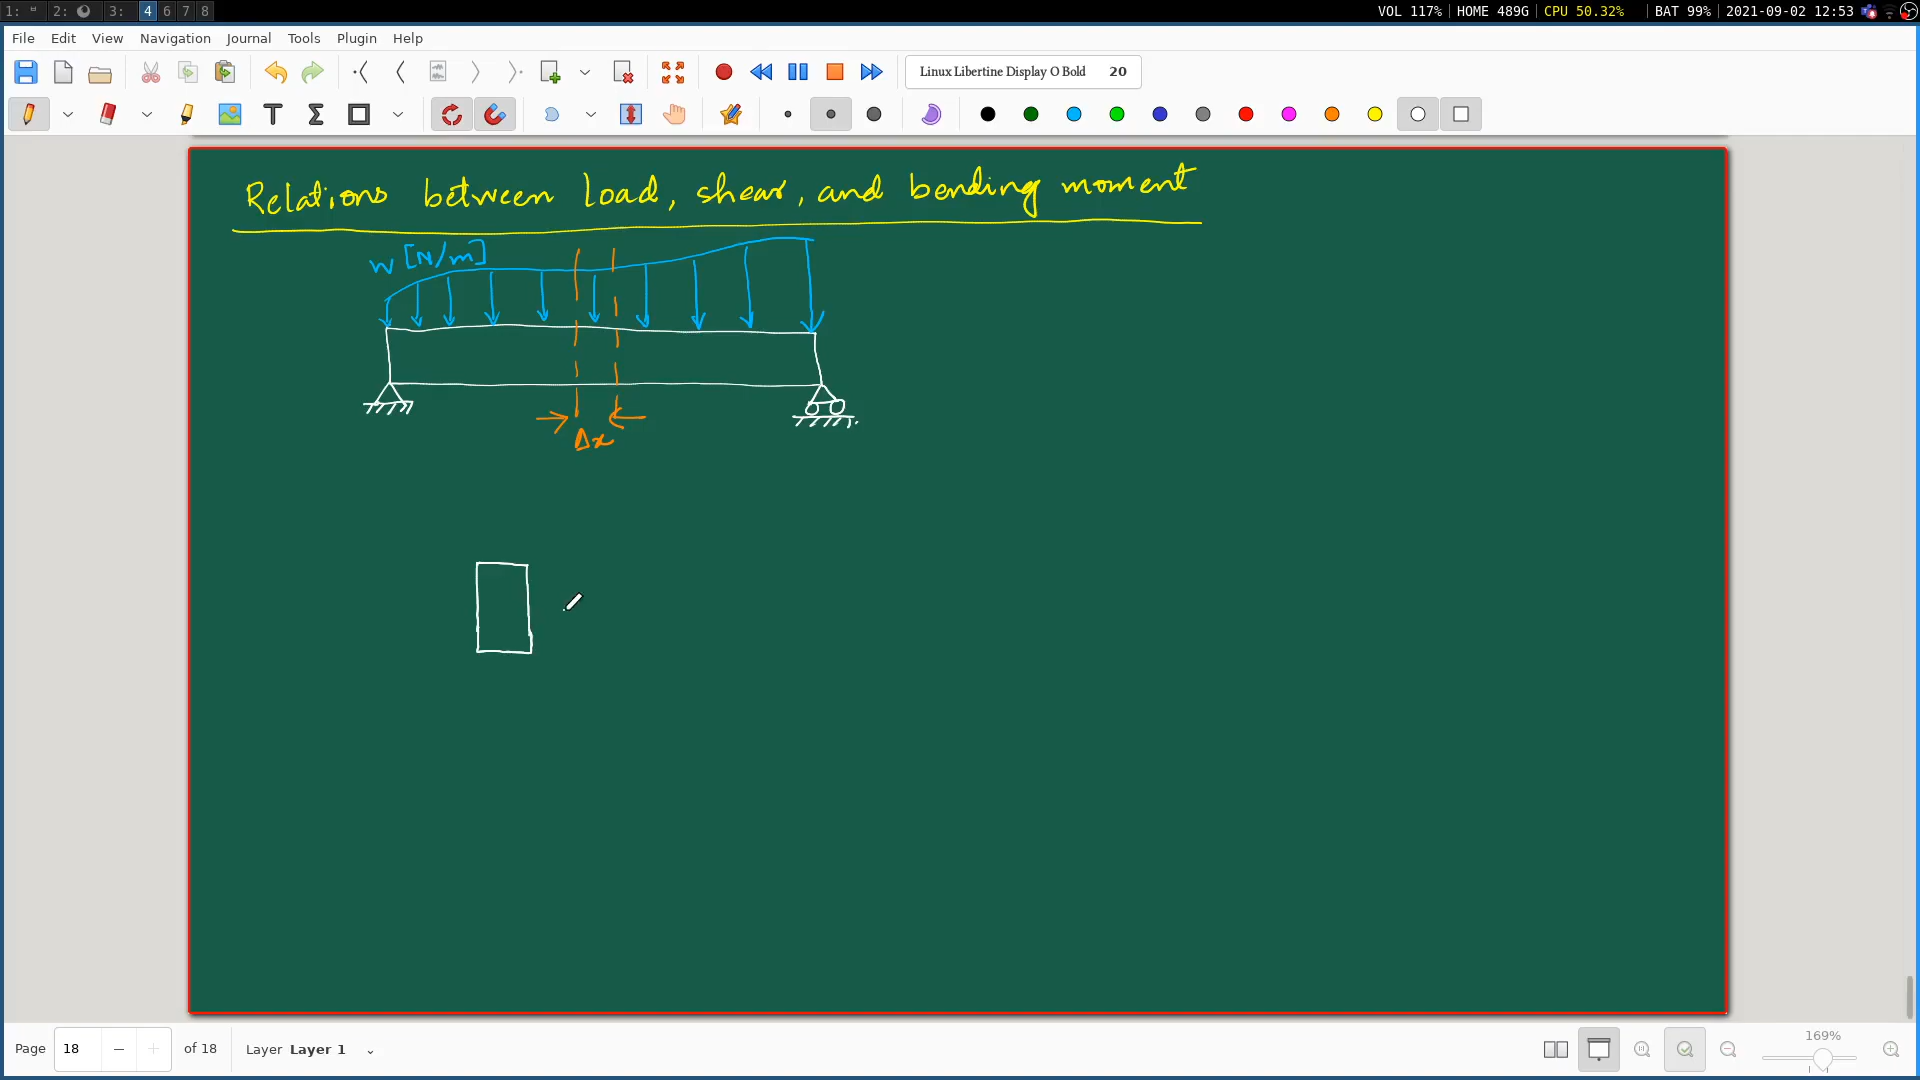 1: " 2: 3: 4 6 7 8 VOL 117% HOME 489G CPU 50.32% BAT 99% 2021-09-02 12:53
File Edit View Navigation Journal Tools Plugin Help
Linux Libertine Display O Bold 20
Relations between load, shear, and bending moment
w [N/m]
Δx
Page 18 of 18 Layer Layer 1 169%